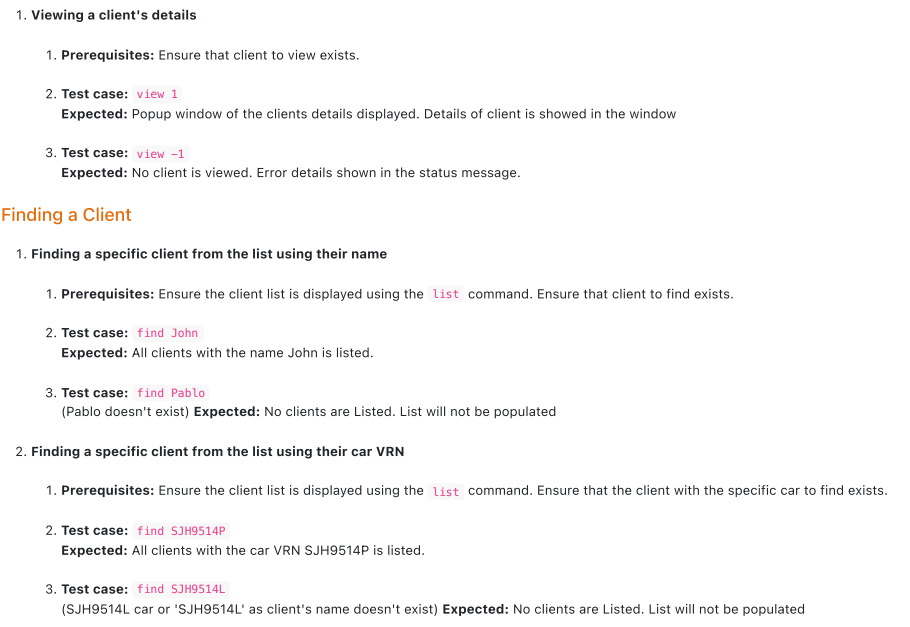 1. Viewing a client's details
1. Prerequisites: Ensure that client to view exists.
2. Test case: view 1
Expected: Popup window of the clients details displayed. Details of client is showed in the window
3. Test case: view -1
Expected: No client is viewed. Error details shown in the status message.
Finding a Client
1. Finding a specific client from the list using their name
1. Prerequisites: Ensure the client list is displayed using the list command. Ensure that client to find exists.
2. Test case: find John
Expected: All clients with the name John is listed.
3. Test case: find Pablo
(Pablo doesn't exist) Expected: No clients are Listed. List will not be populated
2. Finding a specific client from the list using their car VRN
1. Prerequisites: Ensure the client list is displayed using the list command. Ensure that the client with the specific car to find exists.
2. Test case: find SJH9514P
Expected: All clients with the car VRN SJH9514P is listed.
3. Test case: find SJH9514L
(SJH9514L car or 'SJH9514L' as client's name doesn't exist) Expected: No clients are Listed. List will not be populated